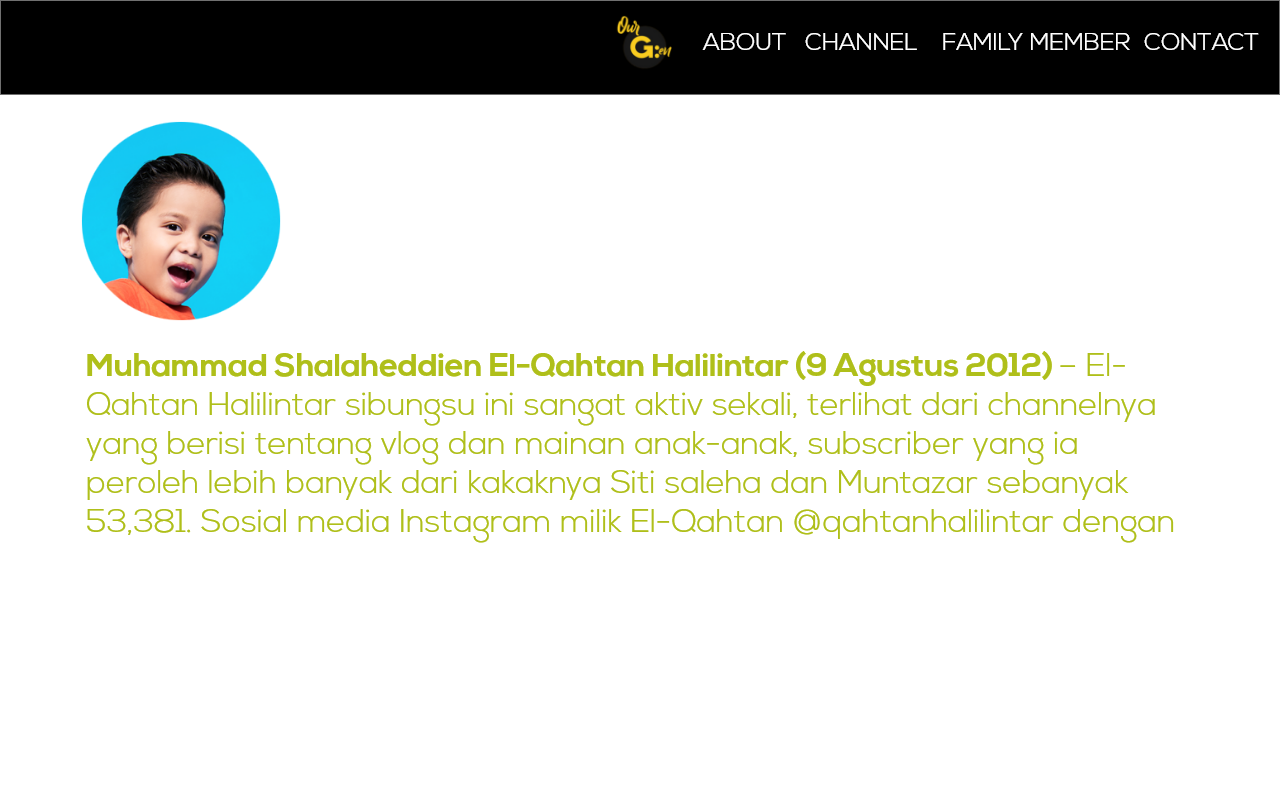 Our
G:en
ABOUT CHANNEL FAMILY MEMBER CONTACT
Muhammad Shalaheddien El-Qahtan Halilintar (9 Agustus 2012) – El-
Qahtan Halilintar sibungsu ini sangat aktiv sekali, terlihat dari channelnya
yang berisi tentang vlog dan mainan anak-anak, subscriber yang ia
peroleh lebih banyak dari kakaknya Siti saleha dan Muntazar sebanyak
53,381. Sosial media Instagram milik El-Qahtan @qahtanhalilintar dengan